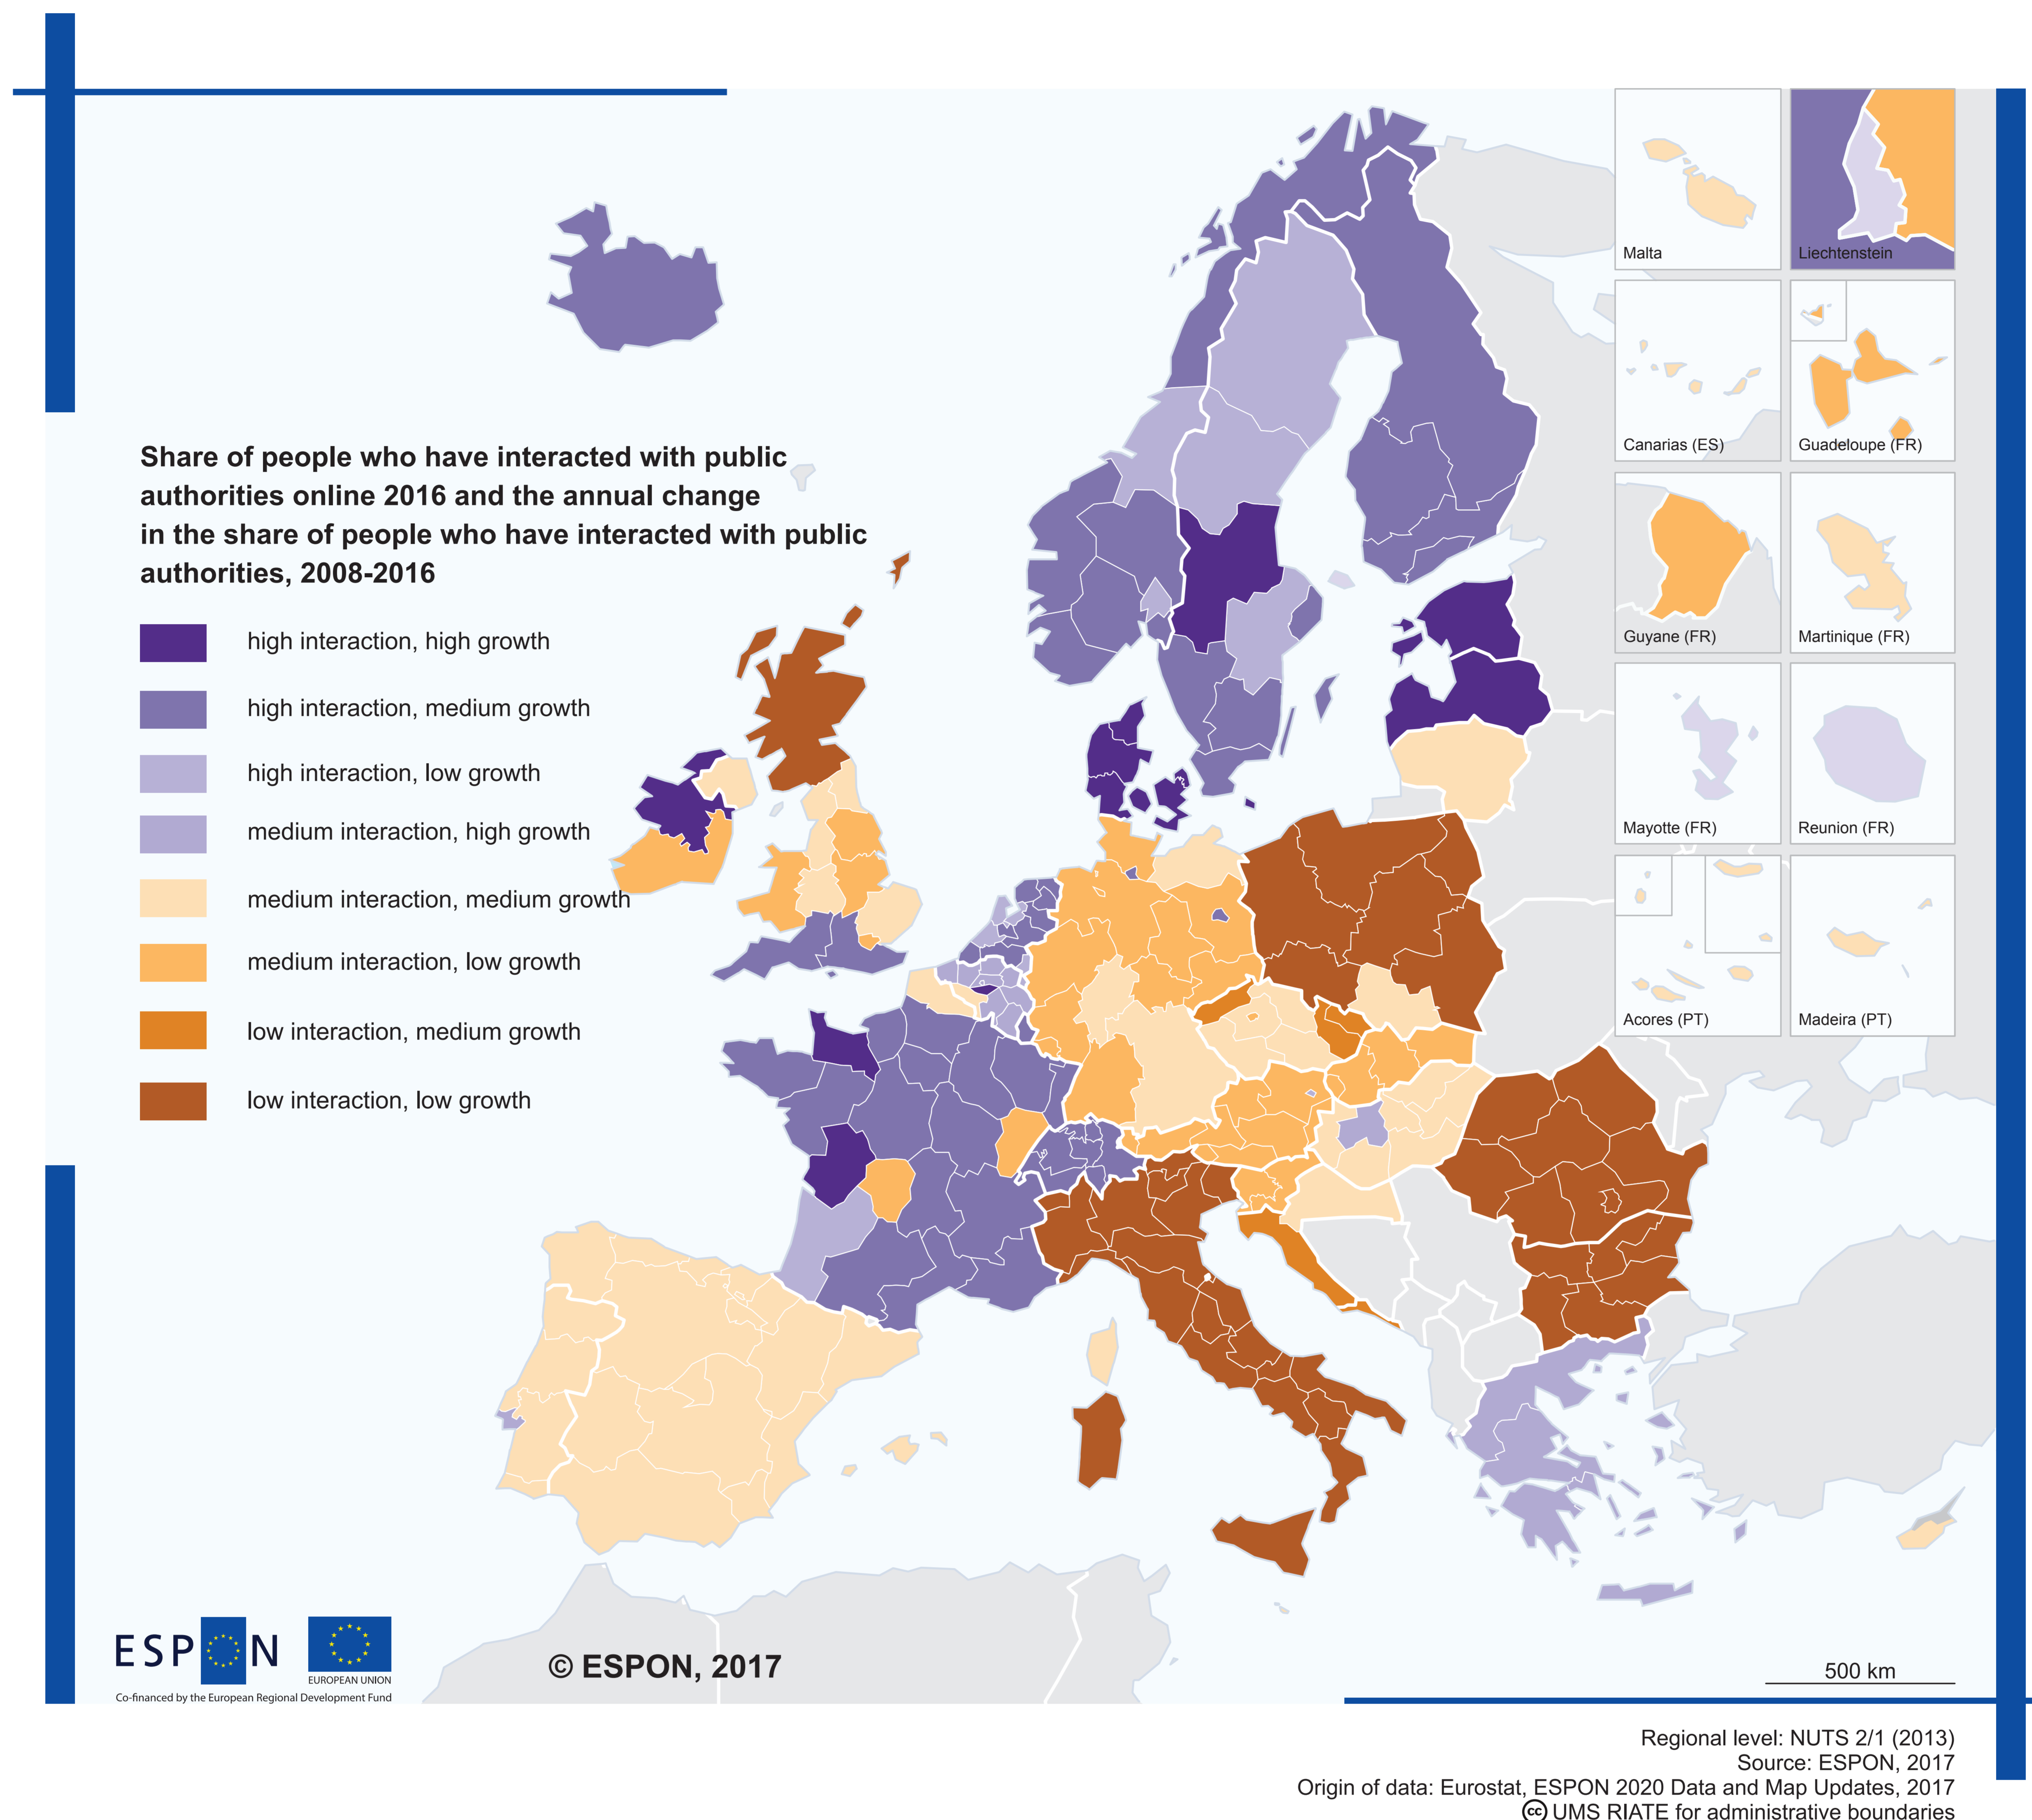 Share of people who have interacted with public
authorities online 2016 and the annual change
in the share of people who have interacted with public
authorities, 2008-2016
high interaction, high growth
high interaction, medium growth
high interaction, low growth
medium interaction, high growth
medium interaction, medium growth
medium interaction, low growth
low interaction, medium growth
low interaction, low growth
Malta
Liechtenstein
Canarias (ES)
Guadeloupe (FR)
Guyane (FR)
Martinique (FR)
Mayotte (FR)
Reunion (FR)
Acores (PT)
Madeira (PT)
ESPON
EUROPEAN UNION
Co-financed by the European Regional Development Fund
© ESPON, 2017
500 km
Regional level: NUTS 2/1 (2013)
Source: ESPON, 2017
Origin of data: Eurostat, ESPON 2020 Data and Map Updates, 2017
cc UMS RIATE for administrative boundaries